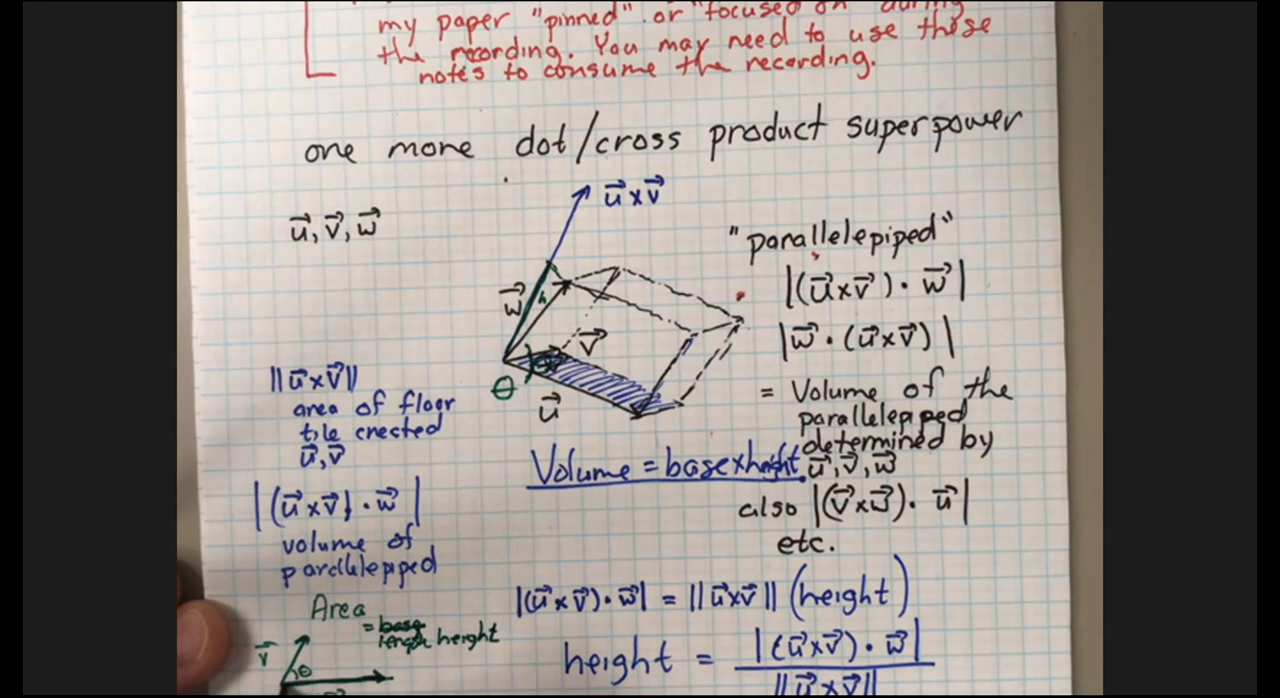 my paper "pinned" or "focused on" during
the recording. You may need to use these
notes to consume the recording.
one more dot/cross product superpower
u⃗ x v⃗
u⃗, v⃗, w⃗
"parallelepiped"
|(u⃗ x v⃗) · w⃗|
w⃗
h
v⃗
|w⃗ · (u⃗ x v⃗)|
θ
u⃗
= Volume of the
parallelepiped
determined by
u⃗, v⃗, w⃗
||u⃗ x v⃗||
area of floor
tile erected
u⃗, v⃗
Volume = base x height.
also |(v⃗ x w⃗) · u⃗|
etc.
|(u⃗ x v⃗) · w⃗|
volume of
parallelepiped
|(u⃗ x v⃗) · w⃗| = ||u⃗ x v⃗|| (height)
Area
= base
length height
v⃗
θ
height = |(u⃗ x v⃗) · w⃗|
||u⃗ x v⃗||